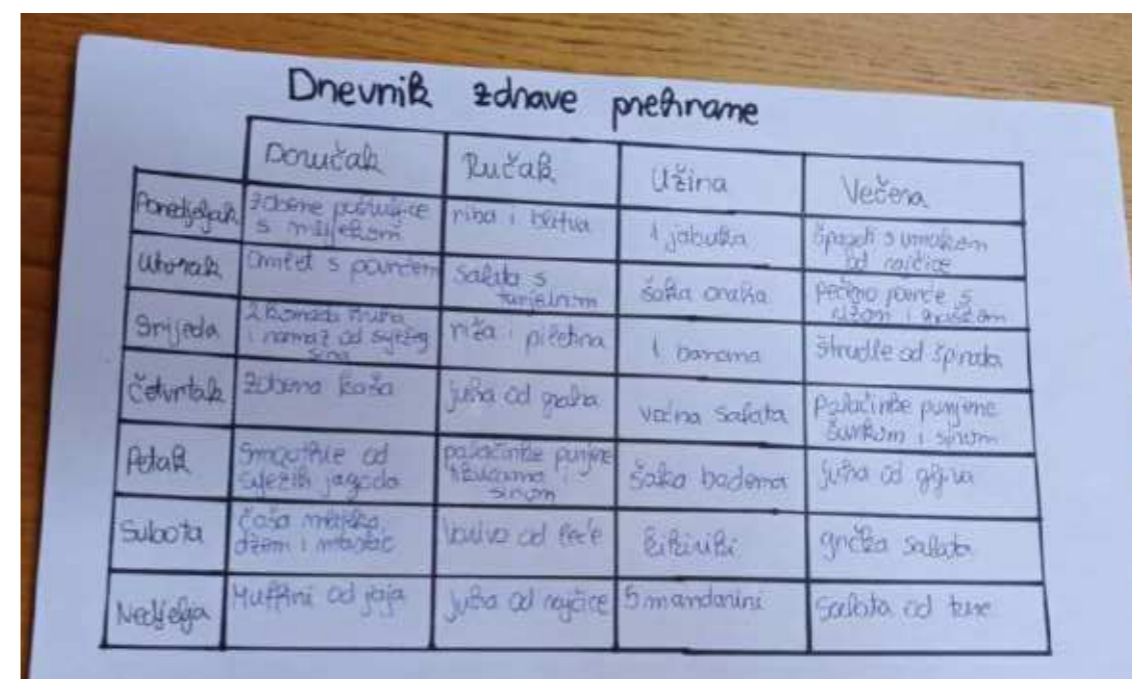 Dnevnik zdrave prehrane
Doručak Ručak Užina Večera
Ponedjeljak zobene pahuljice s mlijekom riba i blitva 1 jabuka špageti s umakom od rajčice
Utorak Omlet s povrćem Salata s šaka oraha pečeno povrće s rižom i
Srijeda 2 komada kruha i namaz od svježeg sira riža i piletina 1 banana štrudle od špinata
Četvrtak Zobena kaša juha od graha voćna salata Palačinke punjene šunkom i sirom
Petak Smoothie od svježih jagoda palačinke punjene i sirom šaka badema juha od gljiva
Subota čaša mlijeka, džem i maslac varivo od leće kikiriki grčka salata
Nedjelja Muffini od jaja juha od rajčice 5 mandarini Salata od tune